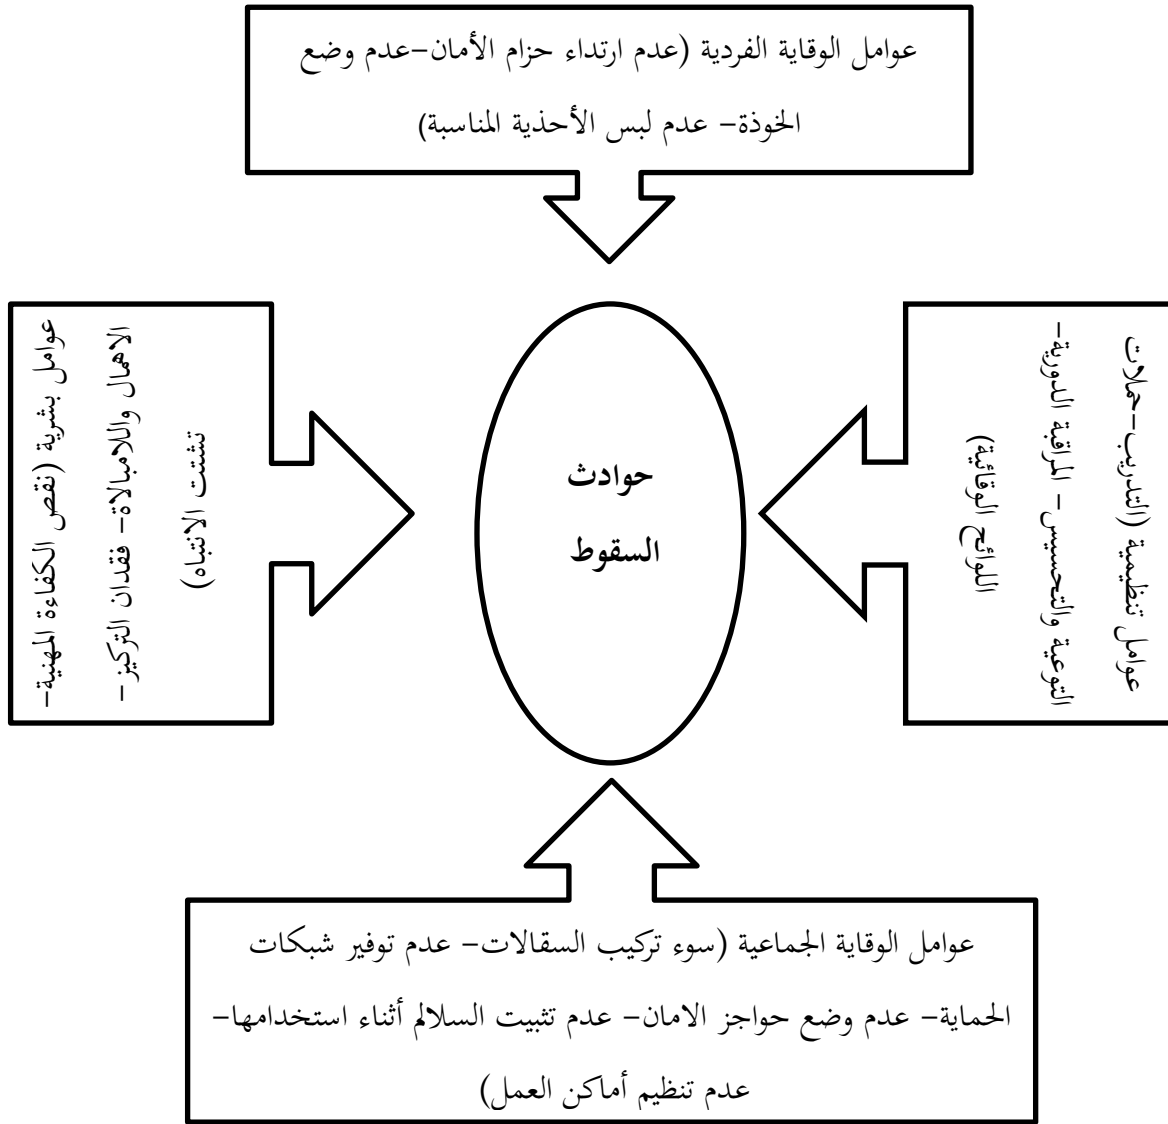 عوامل الوقاية الفردية (عدم ارتداء حزام الأمان-عدم وضع
الخوذة- عدم لبس الأحذية المناسبة)
عوامل تنظيمية (التدريب-حملات
التوعية والتحسيس- المراقبة الدورية-
اللوائح الوقائية)
حوادث
السقوط
عوامل بشرية (نقص الكفاءة المهنية-
الاهمال واللامبالاة- فقدان التركيز-
تشتت الانتباه)
عوامل الوقاية الجماعية (سوء تركيب السقالات- عدم توفير شبكات
الحماية- عدم وضع حواجز الامان- عدم تثبيت السلالم أثناء استخدامها-
عدم تنظيم أماكن العمل)